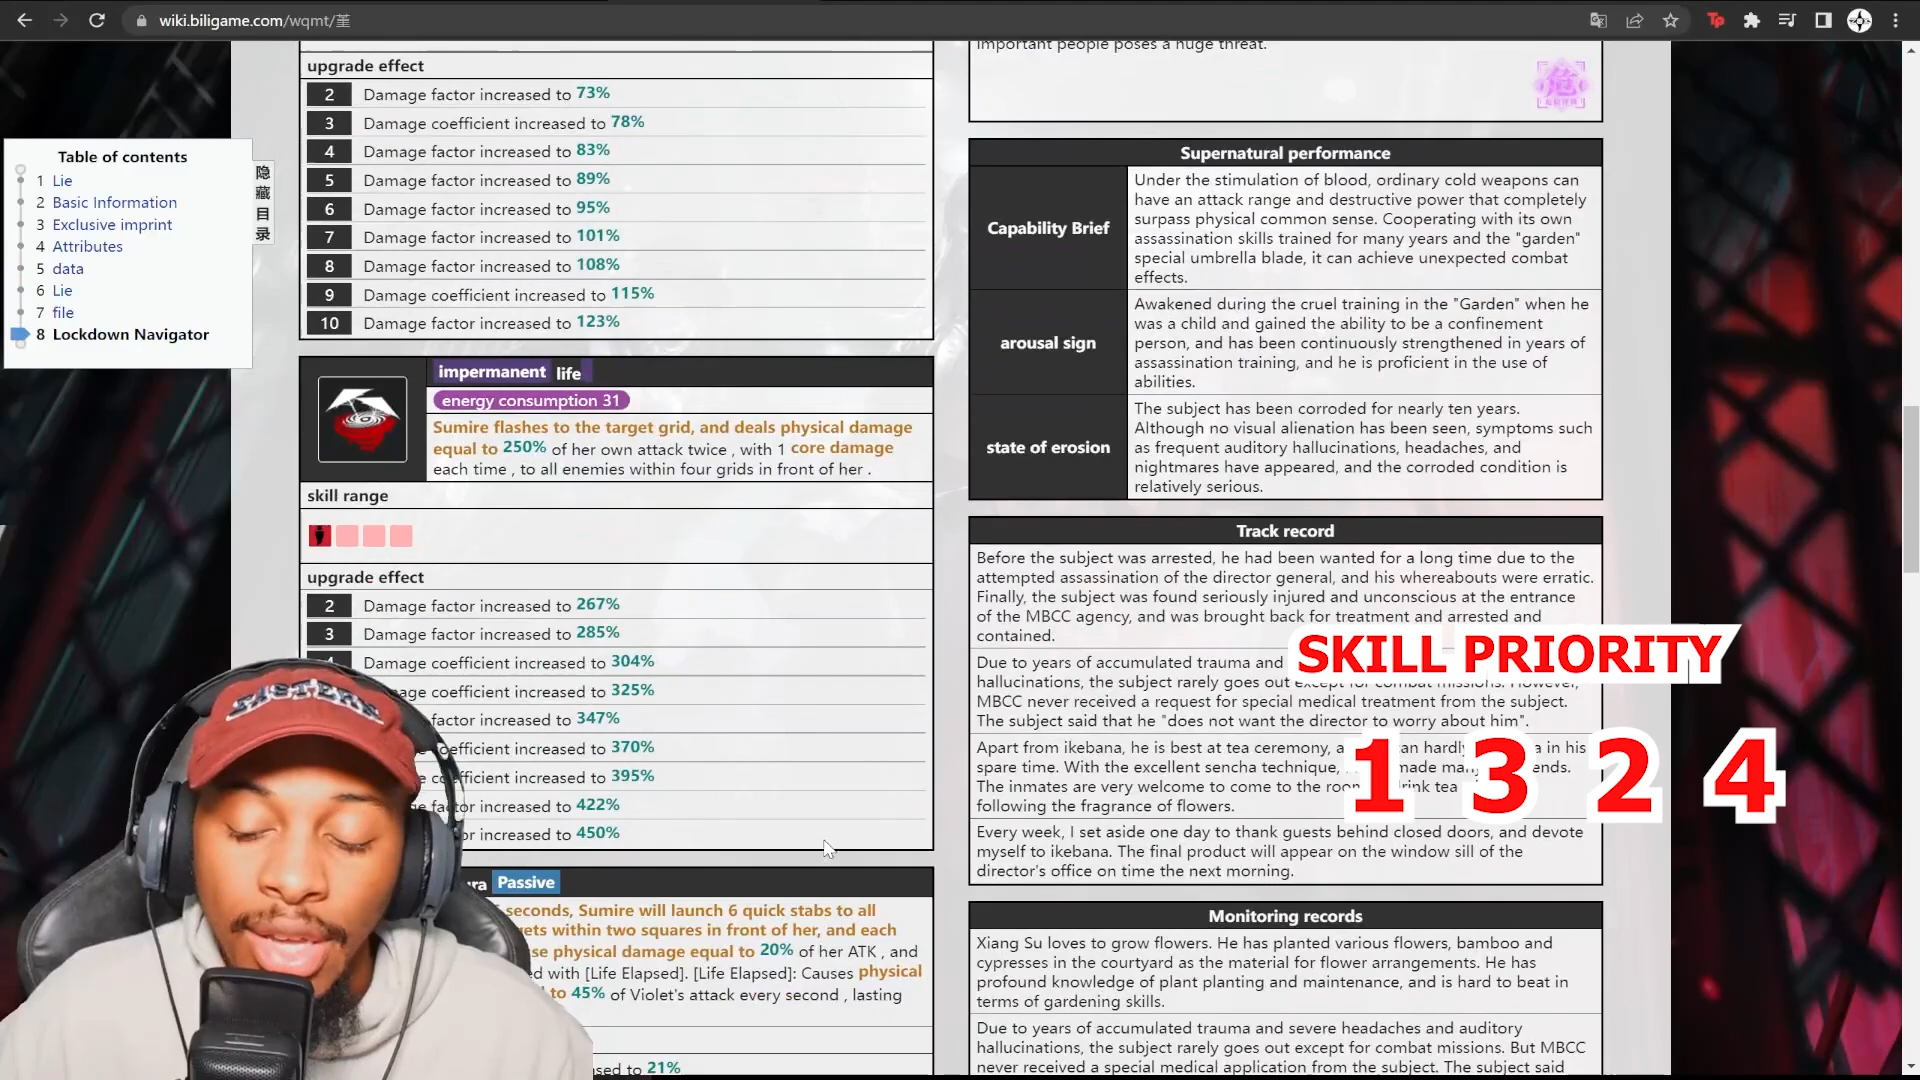 wiki.biligame.com/wqmt/堇
Table of contents
1 Lie
2 Basic Information
3 Exclusive imprint
4 Attributes
5 data
6 Lie
7 file
8 Lockdown Navigator
隐
藏
目
录
upgrade effect
2 Damage factor increased to 73%
3 Damage coefficient increased to 78%
4 Damage factor increased to 83%
5 Damage factor increased to 89%
6 Damage factor increased to 95%
7 Damage factor increased to 101%
8 Damage factor increased to 108%
9 Damage coefficient increased to 115%
10 Damage factor increased to 123%
impermanent life
energy consumption 31
Sumire flashes to the target grid, and deals physical damage
equal to 250% of her own attack twice , with 1 core damage
each time , to all enemies within four grids in front of her .
skill range
upgrade effect
2 Damage factor increased to 267%
3 Damage factor increased to 285%
Damage coefficient increased to 304%
age coefficient increased to 325%
factor increased to 347%
oefficient increased to 370%
e coefficient increased to 395%
ge factor increased to 422%
or increased to 450%
ura Passive
seconds, Sumire will launch 6 quick stabs to all
gets within two squares in front of her, and each
se physical damage equal to 20% of her ATK , and
ed with [Life Elapsed]. [Life Elapsed]: Causes physical
to 45% of Violet's attack every second , lasting
sed to 21%
important people poses a huge threat.
Supernatural performance
Capability Brief
Under the stimulation of blood, ordinary cold weapons can
have an attack range and destructive power that completely
surpass physical common sense. Cooperating with its own
assassination skills trained for many years and the "garden"
special umbrella blade, it can achieve unexpected combat
effects.
arousal sign
Awakened during the cruel training in the "Garden" when he
was a child and gained the ability to be a confinement
person, and has been continuously strengthened in years of
assassination training, and he is proficient in the use of
abilities.
state of erosion
The subject has been corroded for nearly ten years.
Although no visual alienation has been seen, symptoms such
as frequent auditory hallucinations, headaches, and
nightmares have appeared, and the corroded condition is
relatively serious.
Track record
Before the subject was arrested, he had been wanted for a long time due to the
attempted assassination of the director general, and his whereabouts were erratic.
Finally, the subject was found seriously injured and unconscious at the entrance
of the MBCC agency, and was brought back for treatment and arrested and
contained.
Due to years of accumulated trauma and
hallucinations, the subject rarely goes out except for combat missions. However,
MBCC never received a request for special medical treatment from the subject.
The subject said that he "does not want the director to worry about him".
Apart from ikebana, he is best at tea ceremony, a an hardly a in his
spare time. With the excellent sencha technique, made man ends.
The inmates are very welcome to come to the roo rink tea
following the fragrance of flowers.
Every week, I set aside one day to thank guests behind closed doors, and devote
myself to ikebana. The final product will appear on the window sill of the
director's office on time the next morning.
SKILL PRIORITY
1 3 2 4
Monitoring records
Xiang Su loves to grow flowers. He has planted various flowers, bamboo and
cypresses in the courtyard as the material for flower arrangements. He has
profound knowledge of plant planting and maintenance, and is hard to beat in
terms of gardening skills.
Due to years of accumulated trauma and severe headaches and auditory
hallucinations, the subject rarely goes out except for combat missions. But MBCC
never received a special medical application from the subject. The subject said